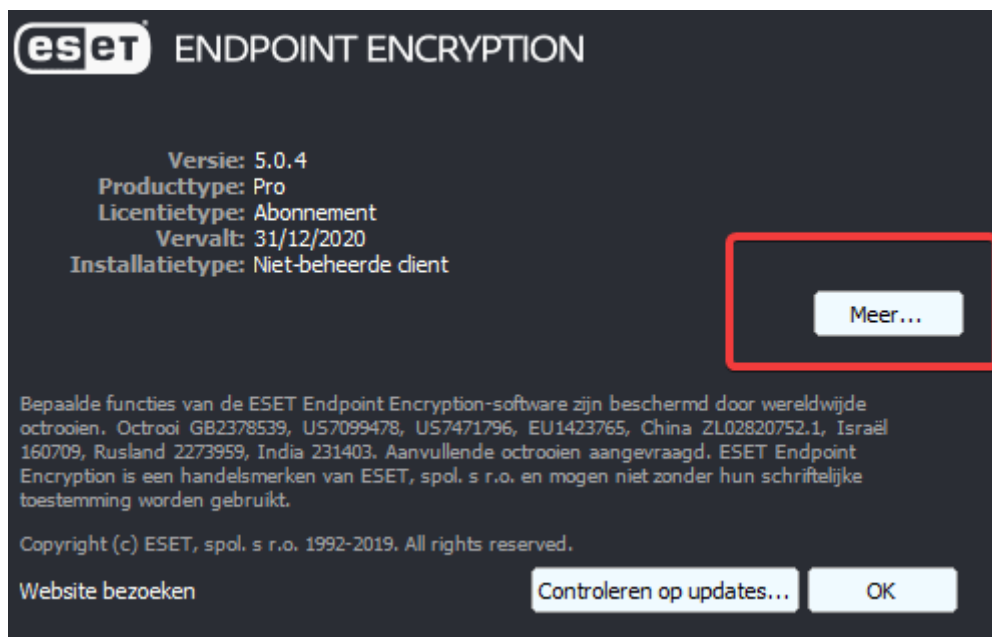 eset ENDPOINT ENCRYPTION
Versie: 5.0.4
Producttype: Pro
Licentietype: Abonnement
Vervalt: 31/12/2020
Installatietype: Niet-beheerde client
Meer...
Bepaalde functies van de ESET Endpoint Encryption-software zijn beschermd door wereldwijde
octrooien. Octrooi GB2378539, US7099478, US7471796, EU1423765, China ZL02820752.1, Israël
160709, Rusland 2273959, India 231403. Aanvullende octrooien aangevraagd. ESET Endpoint
Encryption is een handelsmerken van ESET, spol. s r.o. en mogen niet zonder hun schriftelijke
toestemming worden gebruikt.
Copyright (c) ESET, spol. s r.o. 1992-2019. All rights reserved.
Website bezoeken
Controleren op updates...
OK